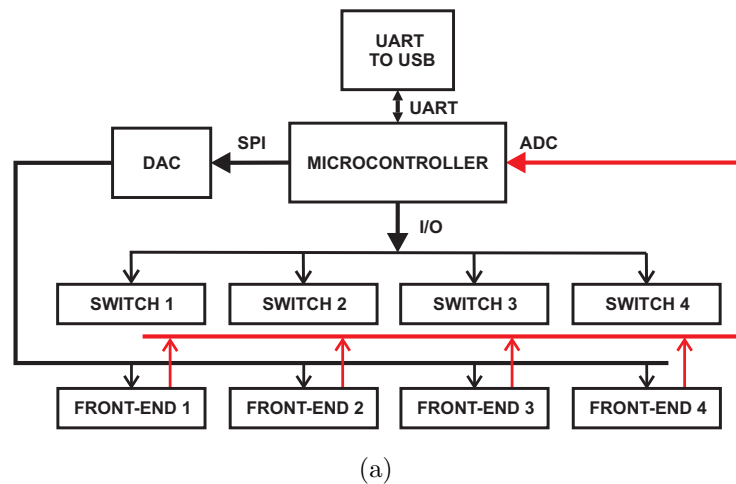 UART
TO USB
UART
SPI
ADC
DAC
MICROCONTROLLER
I/O
SWITCH 1
SWITCH 2
SWITCH 3
SWITCH 4
FRONT-END 1
FRONT-END 2
FRONT-END 3
FRONT-END 4
(a)